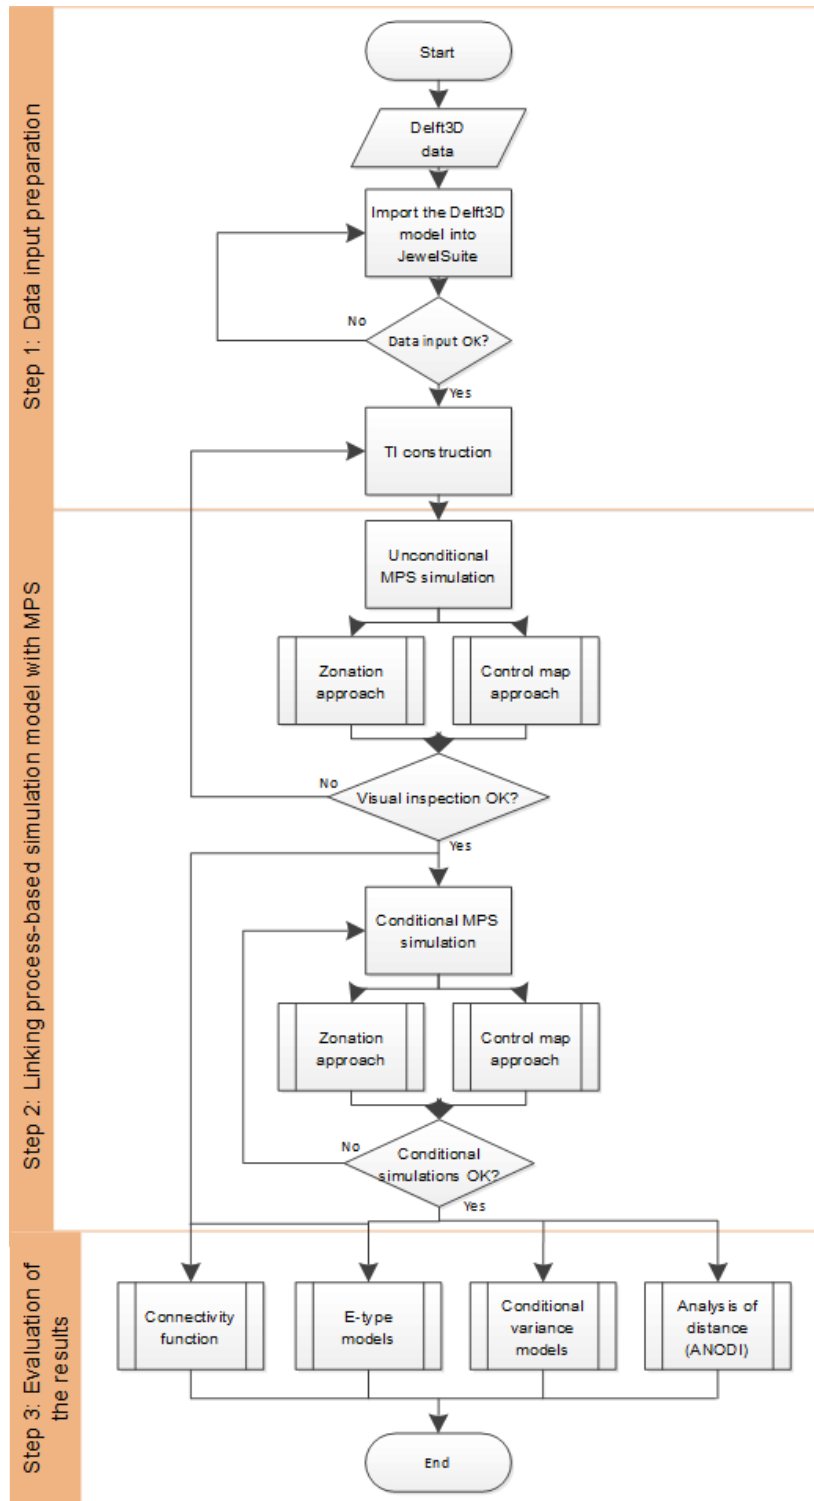 Step 1: Data input preparation
Start
Delft3D
data
Import the Delft3D
model into
JewelSuite
No
Data input OK?
Yes
TI construction
Step 2: Linking process-based simulation model with MPS
Unconditional
MPS simulation
Zonation
approach
Control map
approach
No
Visual inspection OK?
Yes
Conditional MPS
simulation
Zonation
approach
Control map
approach
No
Conditional
simulations OK?
Yes
Step 3: Evaluation of
the results
Connectivity
function
E-type
models
Conditional
variance
models
Analysis of
distance
(ANODI)
End